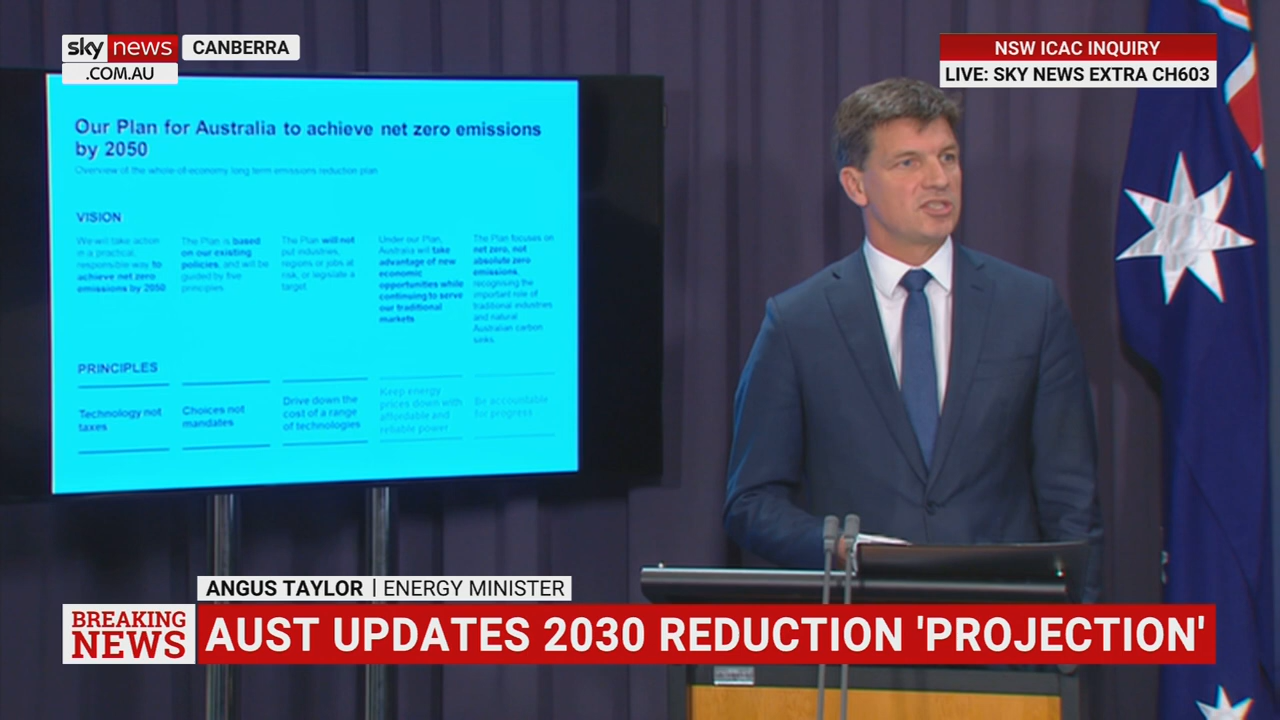 sky news
.COM.AU
CANBERRA
NSW ICAC INQUIRY
LIVE: SKY NEWS EXTRA CH603
Our Plan for Australia to achieve net zero emissions
by 2050
Overview of the whole-of-economy long term emissions reduction plan
VISION
We will take action
in a practical,
responsible way to
achieve net zero
emissions by 2050
The Plan is based
on our existing
policies, and will be
guided by five
principles.
The Plan will not
put industries,
regions or jobs at
risk, or legislate a
target.
Under our Plan,
Australia will take
advantage of new
economic
opportunities while
continuing to serve
our traditional
markets
The Plan focuses on
net zero, not
absolute zero
emissions,
recognising the
important role of
traditional industries
and natural
Australian carbon
sinks.
PRINCIPLES
Technology not
taxes
Choices not
mandates
Drive down the
cost of a range
of technologies
Keep energy
prices down with
affordable and
reliable power
Be accountable
for progress
ANGUS TAYLOR | ENERGY MINISTER
BREAKING
NEWS
AUST UPDATES 2030 REDUCTION 'PROJECTION'